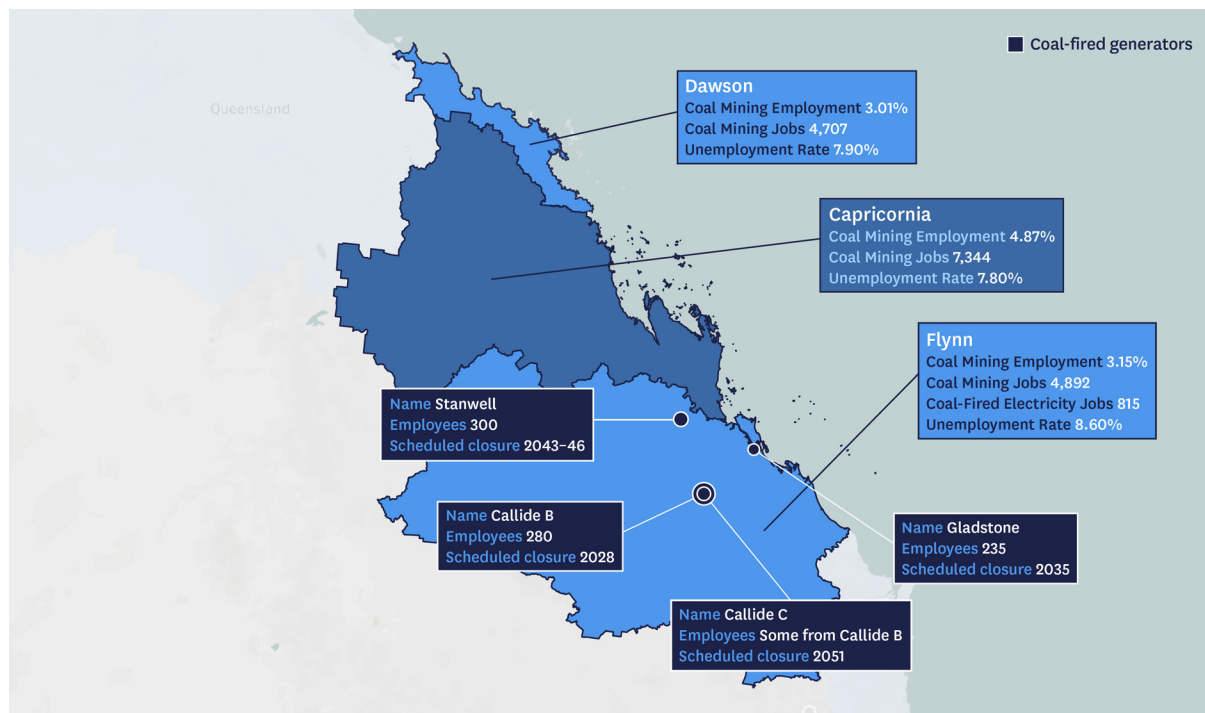 Coal-fired generators
Queensland
Dawson
Coal Mining Employment 3.01%
Coal Mining Jobs 4,707
Unemployment Rate 7.90%
Capricornia
Coal Mining Employment 4.87%
Coal Mining Jobs 7,344
Unemployment Rate 7.80%
Flynn
Coal Mining Employment 3.15%
Coal Mining Jobs 4,892
Coal-Fired Electricity Jobs 815
Unemployment Rate 8.60%
Name Stanwell
Employees 300
Scheduled closure 2043–46
Name Callide B
Employees 280
Scheduled closure 2028
Name Gladstone
Employees 235
Scheduled closure 2035
Name Callide C
Employees Some from Callide B
Scheduled closure 2051